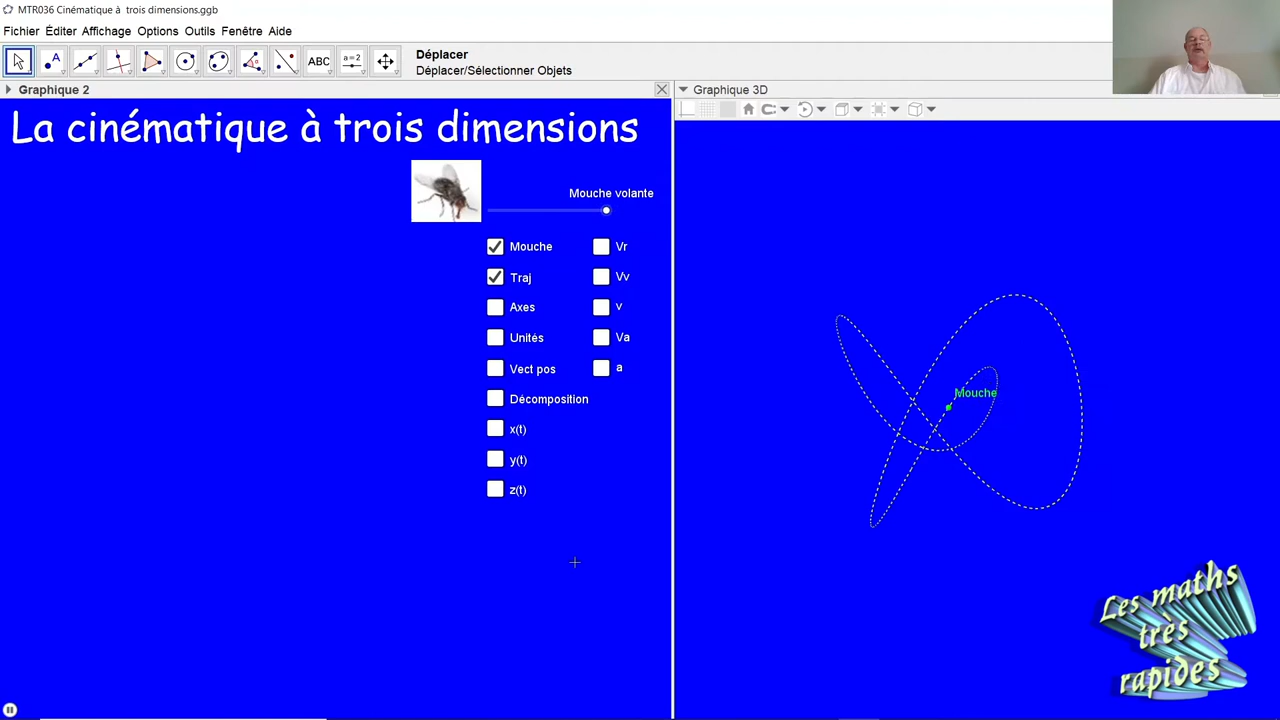 MTR036 Cinématique à trois dimensions.ggb
Fichier Éditer Affichage Options Outils Fenêtre Aide
A
ABC
a=2
Déplacer
Déplacer/Sélectionner Objets
Graphique 2
Graphique 3D
La cinématique à trois dimensions
Mouche volante
Mouche Vr
Traj Vv
Axes v
Unités Va
Vect pos a
Décomposition
x(t)
y(t)
z(t)
Mouche
Les maths
très
rapides